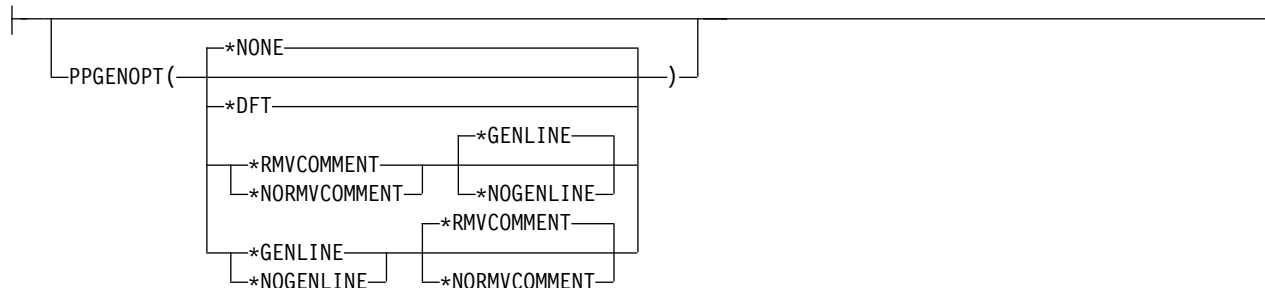 *NONE
PPGENOPT( )
*DFT
*GENLINE
*RMVCOMMENT
*NORMVCOMMENT *NOGENLINE
*RMVCOMMENT
*GENLINE
*NOGENLINE *NORMVCOMMENT